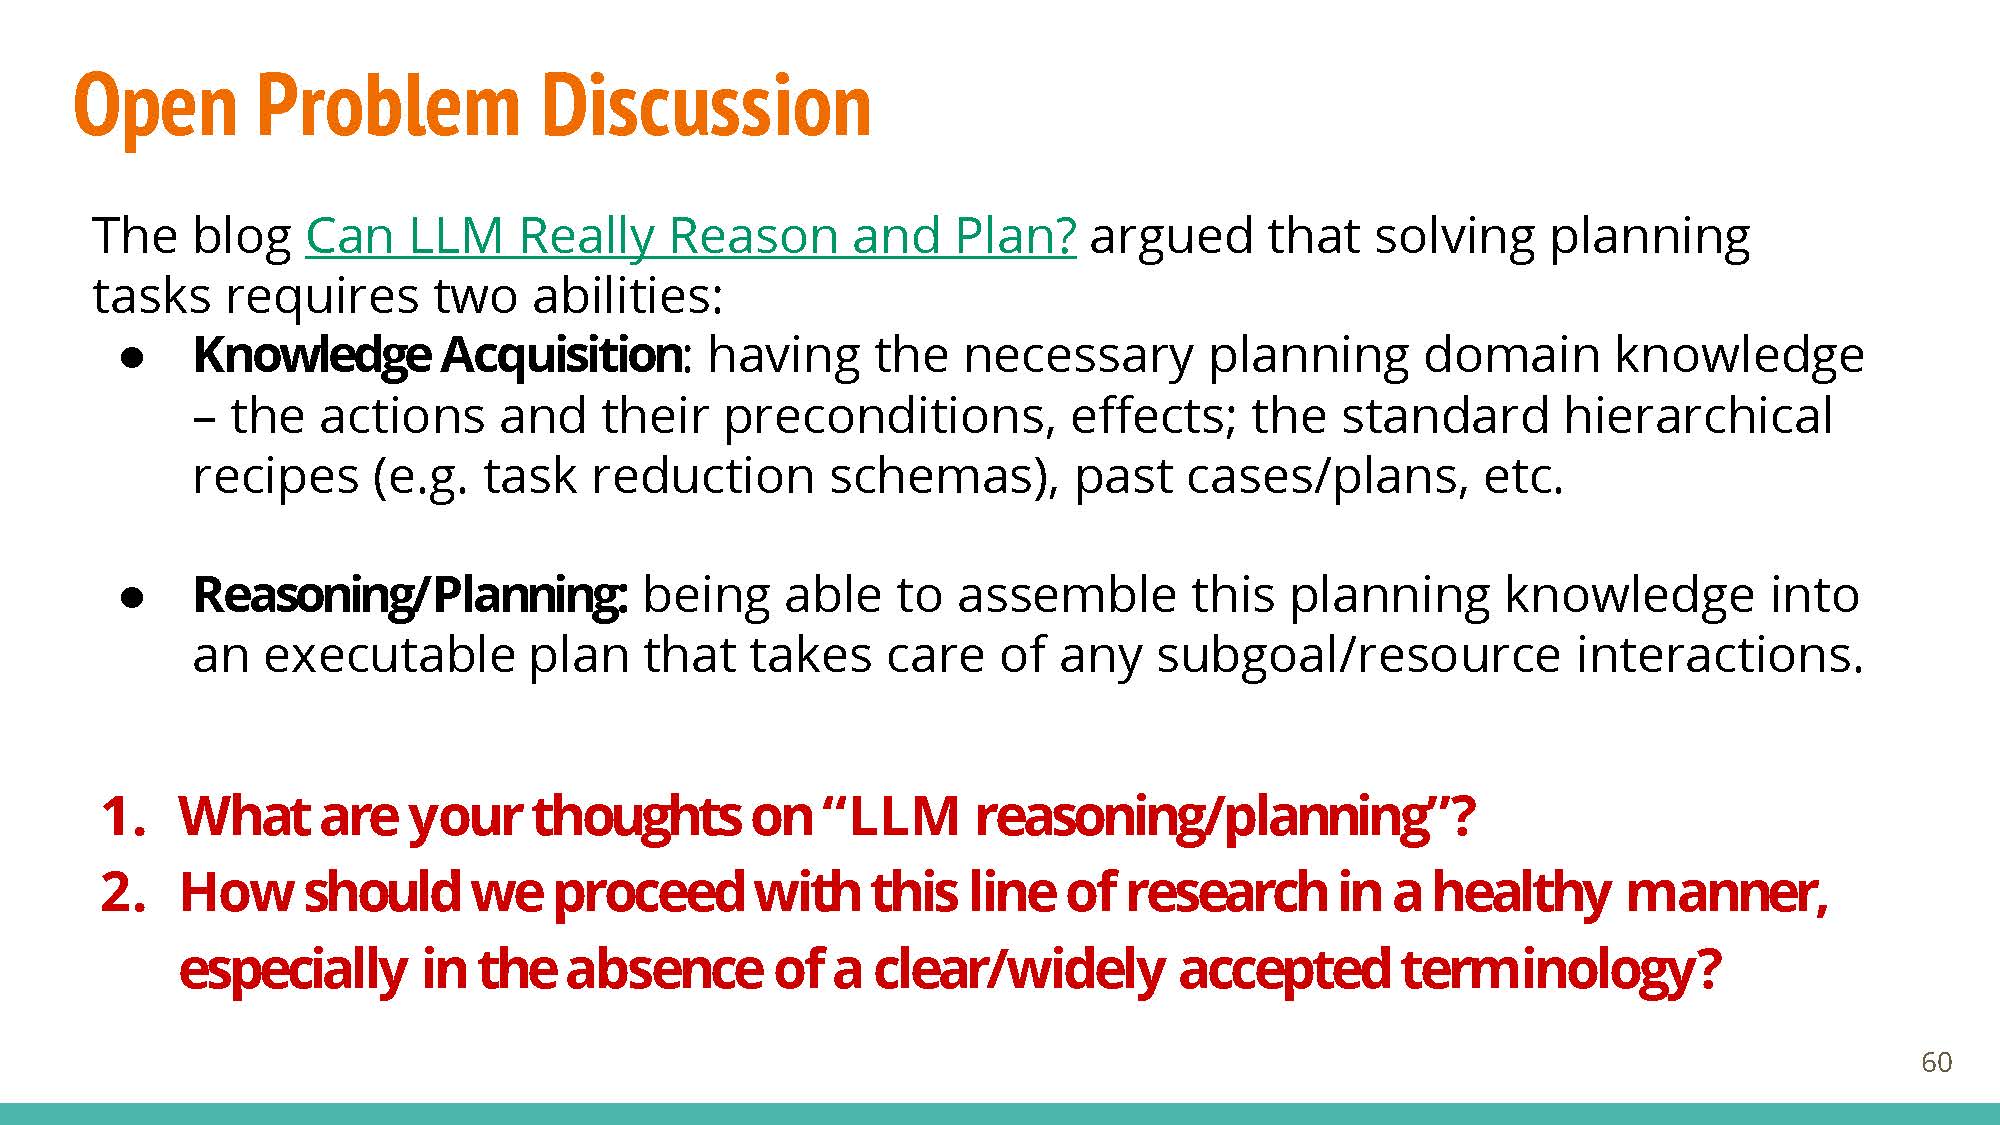 Open Problem Discussion
The blog Can LLM Really Reason and Plan? argued that solving planning
tasks requires two abilities:
● Knowledge Acquisition: having the necessary planning domain knowledge
– the actions and their preconditions, effects; the standard hierarchical
recipes (e.g. task reduction schemas), past cases/plans, etc.
● Reasoning/Planning: being able to assemble this planning knowledge into
an executable plan that takes care of any subgoal/resource interactions.
1. What are your thoughts on “LLM reasoning/planning”?
2. How should we proceed with this line of research in a healthy manner,
especially in the absence of a clear/widely accepted terminology?
60